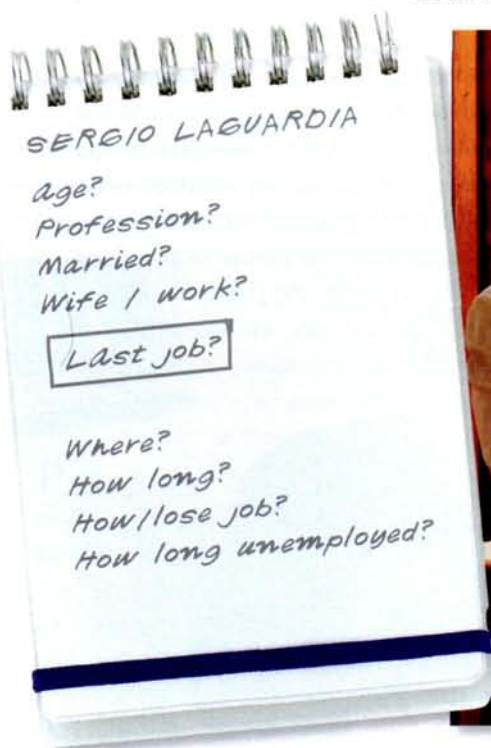 SERGIO LAGUARDIA
Age?
Profession?
Married?
Wife / work?
Last job?
Where?
How long?
How/lose job?
How long unemployed?